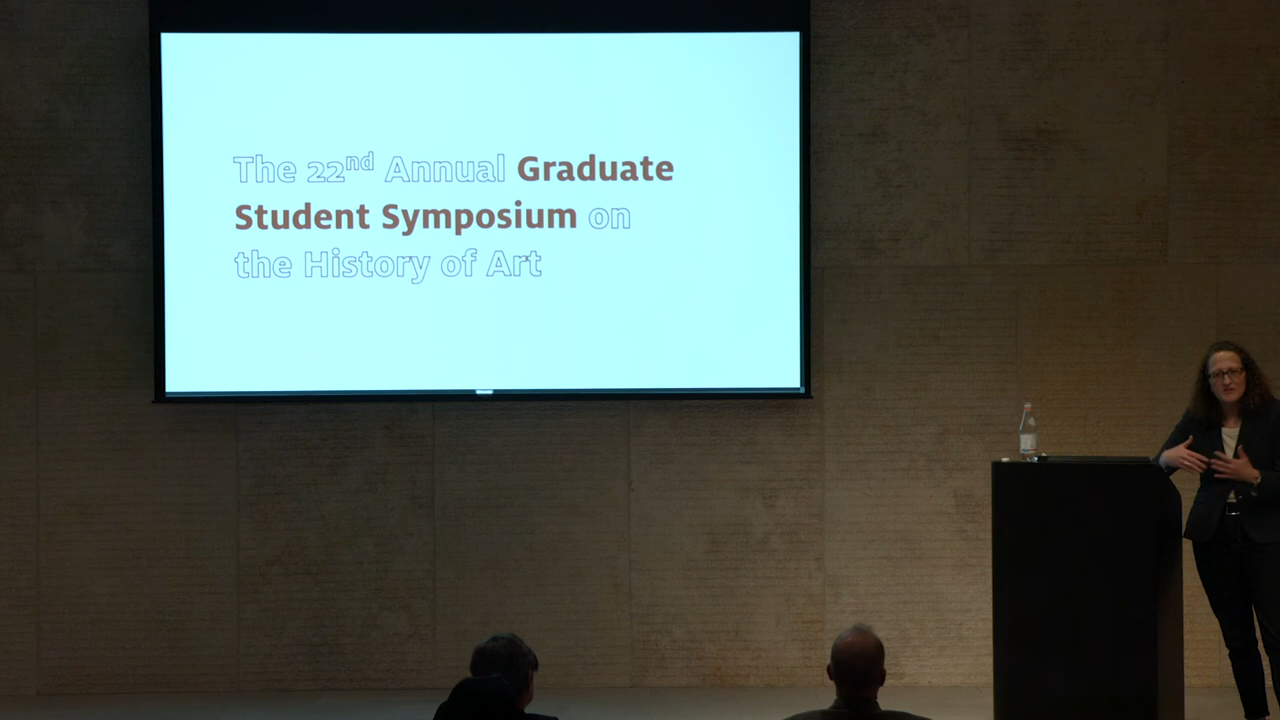 The 22nd Annual Graduate
Student Symposium on
the History of Art